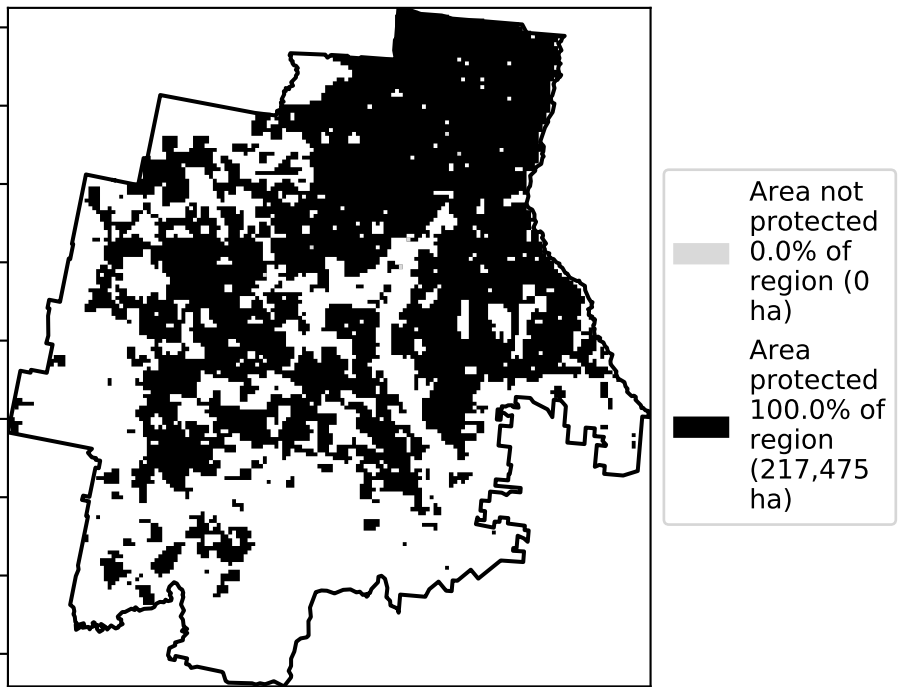 Area not
protected
0.0% of
region (0
ha)
Area
protected
100.0% of
region
(217,475
ha)